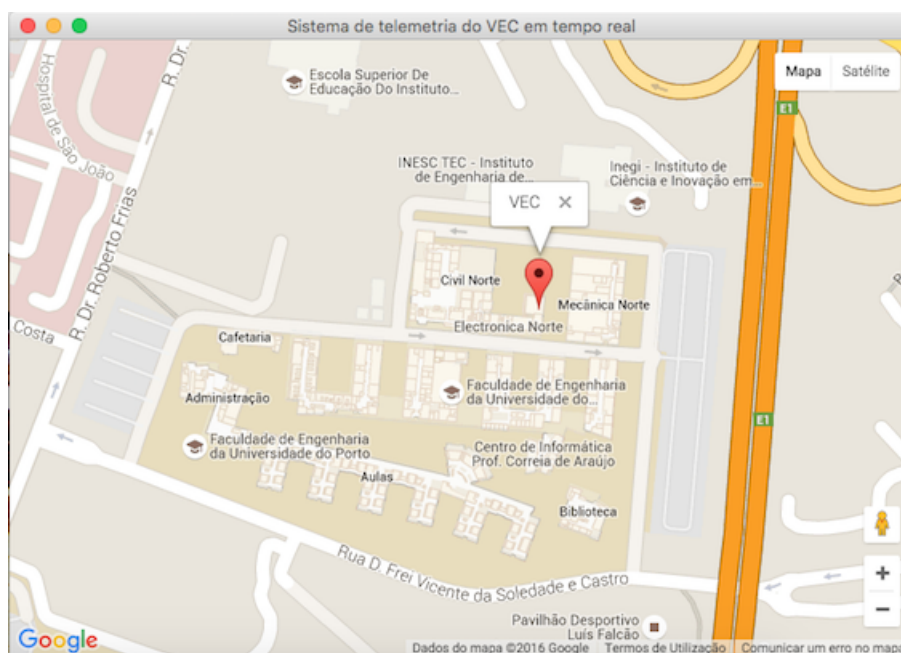 Sistema de telemetria do VEC em tempo real
R. Dr.
Hospital de São João
Escola Superior De
Educação Do Instituto...
Mapa
Satélite
E1
INESC TEC - Instituto
de Engenharia de...
Inegi - Instituto de
Ciência e Inovação em...
VEC
R. Dr. Roberto Frias
Civil Norte
Mecânica Norte
Electronica Norte
Costa
Cafetaria
Administração
Faculdade de Engenharia
da Universidade do...
E1
Faculdade de Engenharia
da Universidade do Porto
Centro de Informática
Prof. Correia de Araújo
Aulas
Biblioteca
Rua D. Frei Vicente da Soledade e Castro
+
−
Pavilhão Desportivo
Luís Falcão
Google
Dados do mapa ©2016 Google
Termos de Utilização
Comunicar um erro no mapa